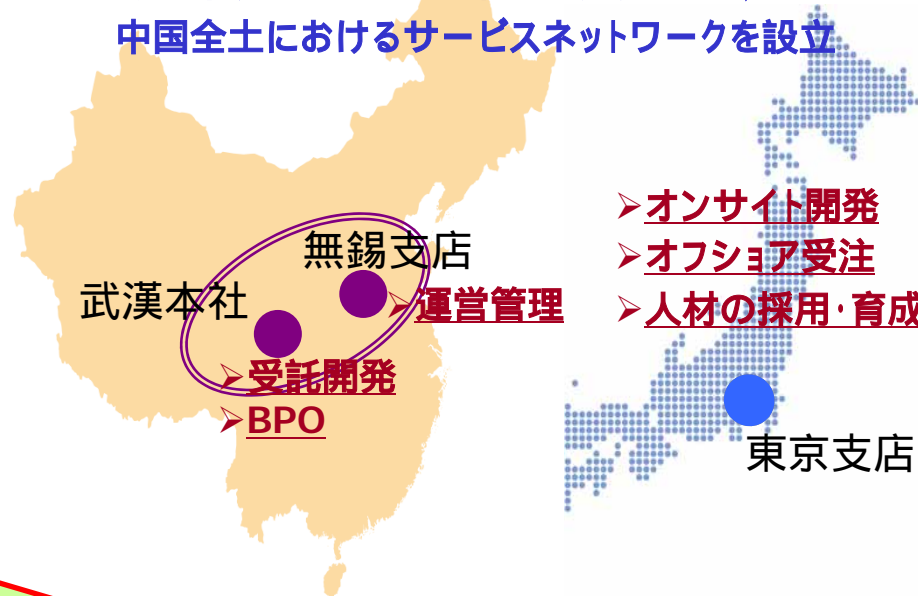 中国全土におけるサービスネットワークを設立
無錫支店
武漢本社
➢運営管理
➢受託開発
➢BPO
➢オンサイト開発
➢オフショア受注
➢人材の採用・育成
東京支店